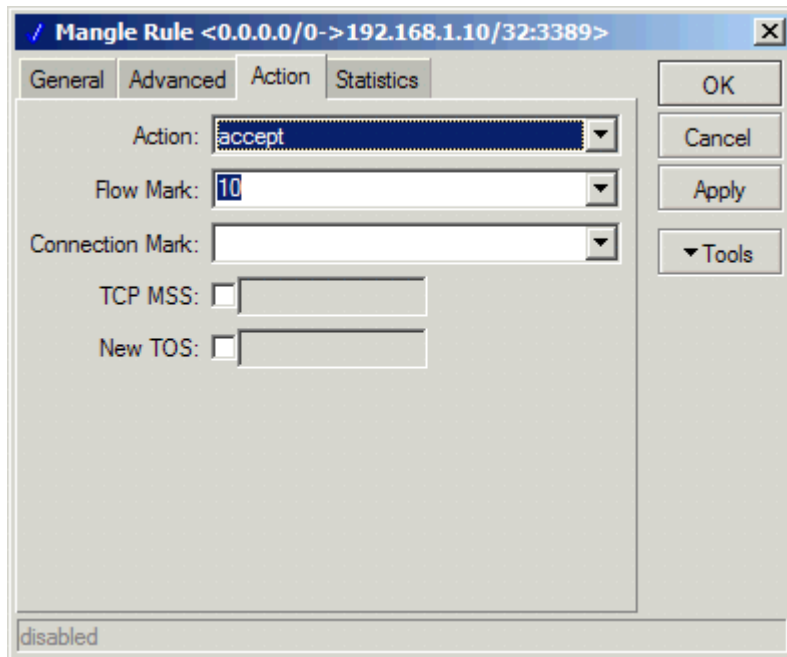 Mangle Rule <0.0.0.0/0->192.168.1.10/32:3389>
General Advanced Action Statistics
OK
Action: accept
Cancel
Flow Mark: 10
Apply
Connection Mark:
Tools
TCP MSS:
New TOS:
disabled